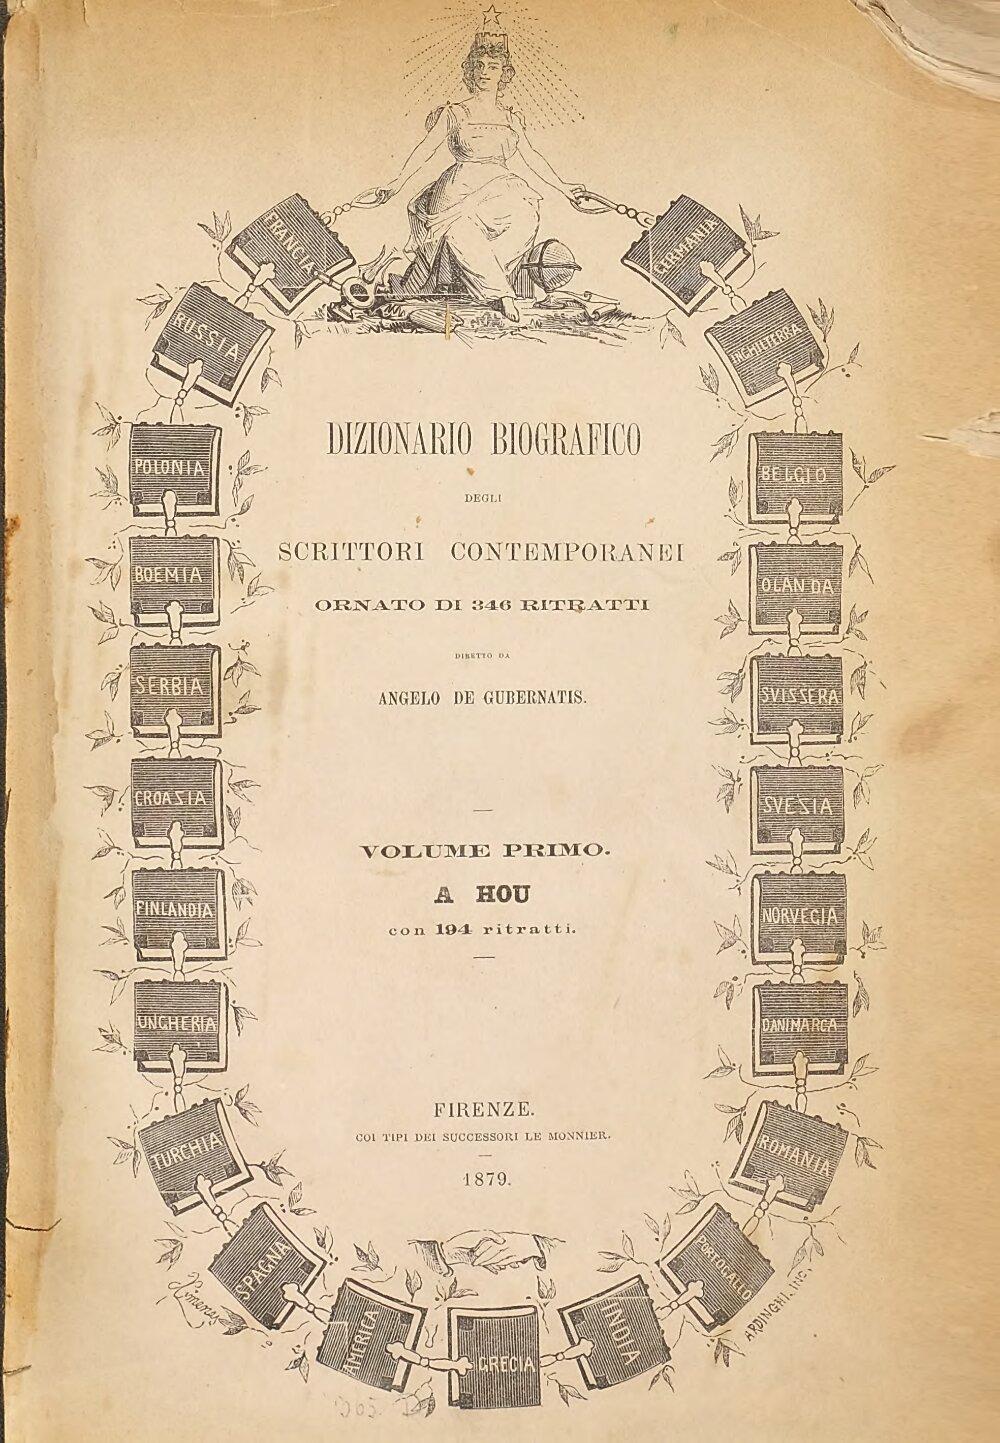 DIZIONARIO BIOGRAFICO
DEGLI
SCRITTORI CONTEMPORANEI
ORNATO DI 346 RITRATTI
DIRETTO DA
ANGELO DE GUBERNATIS.
VOLUME PRIMO.
A HOU
con 194 ritratti.
FIRENZE.
COI TIPI DEI SUCCESSORI LE MONNIER.
1879.
FRANCIA
RUSSIA
POLONIA
BOEMIA
SERBIA
CROAZIA
FINLANDIA
UNGHERIA
TURCHIA
SPAGNA
AMERICA
GRECIA
INDIA
PORTOGALLO
ROMANIA
DANIMARCA
NORVEGIA
SVEZIA
SVIZZERA
OLANDA
BELGIO
INGHILTERRA
GERMANIA
Ximenes
ARDINGHI. INC.